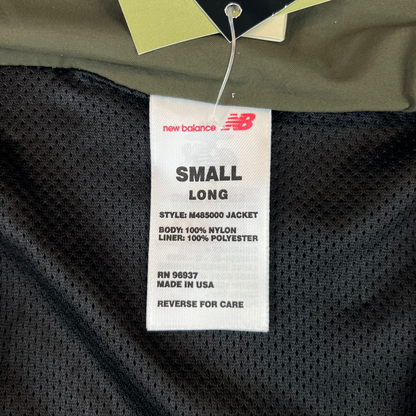 new balance NB
SMALL
LONG
STYLE: M485000 JACKET
BODY: 100% NYLON
LINER: 100% POLYESTER
RN 96937
MADE IN USA
REVERSE FOR CARE